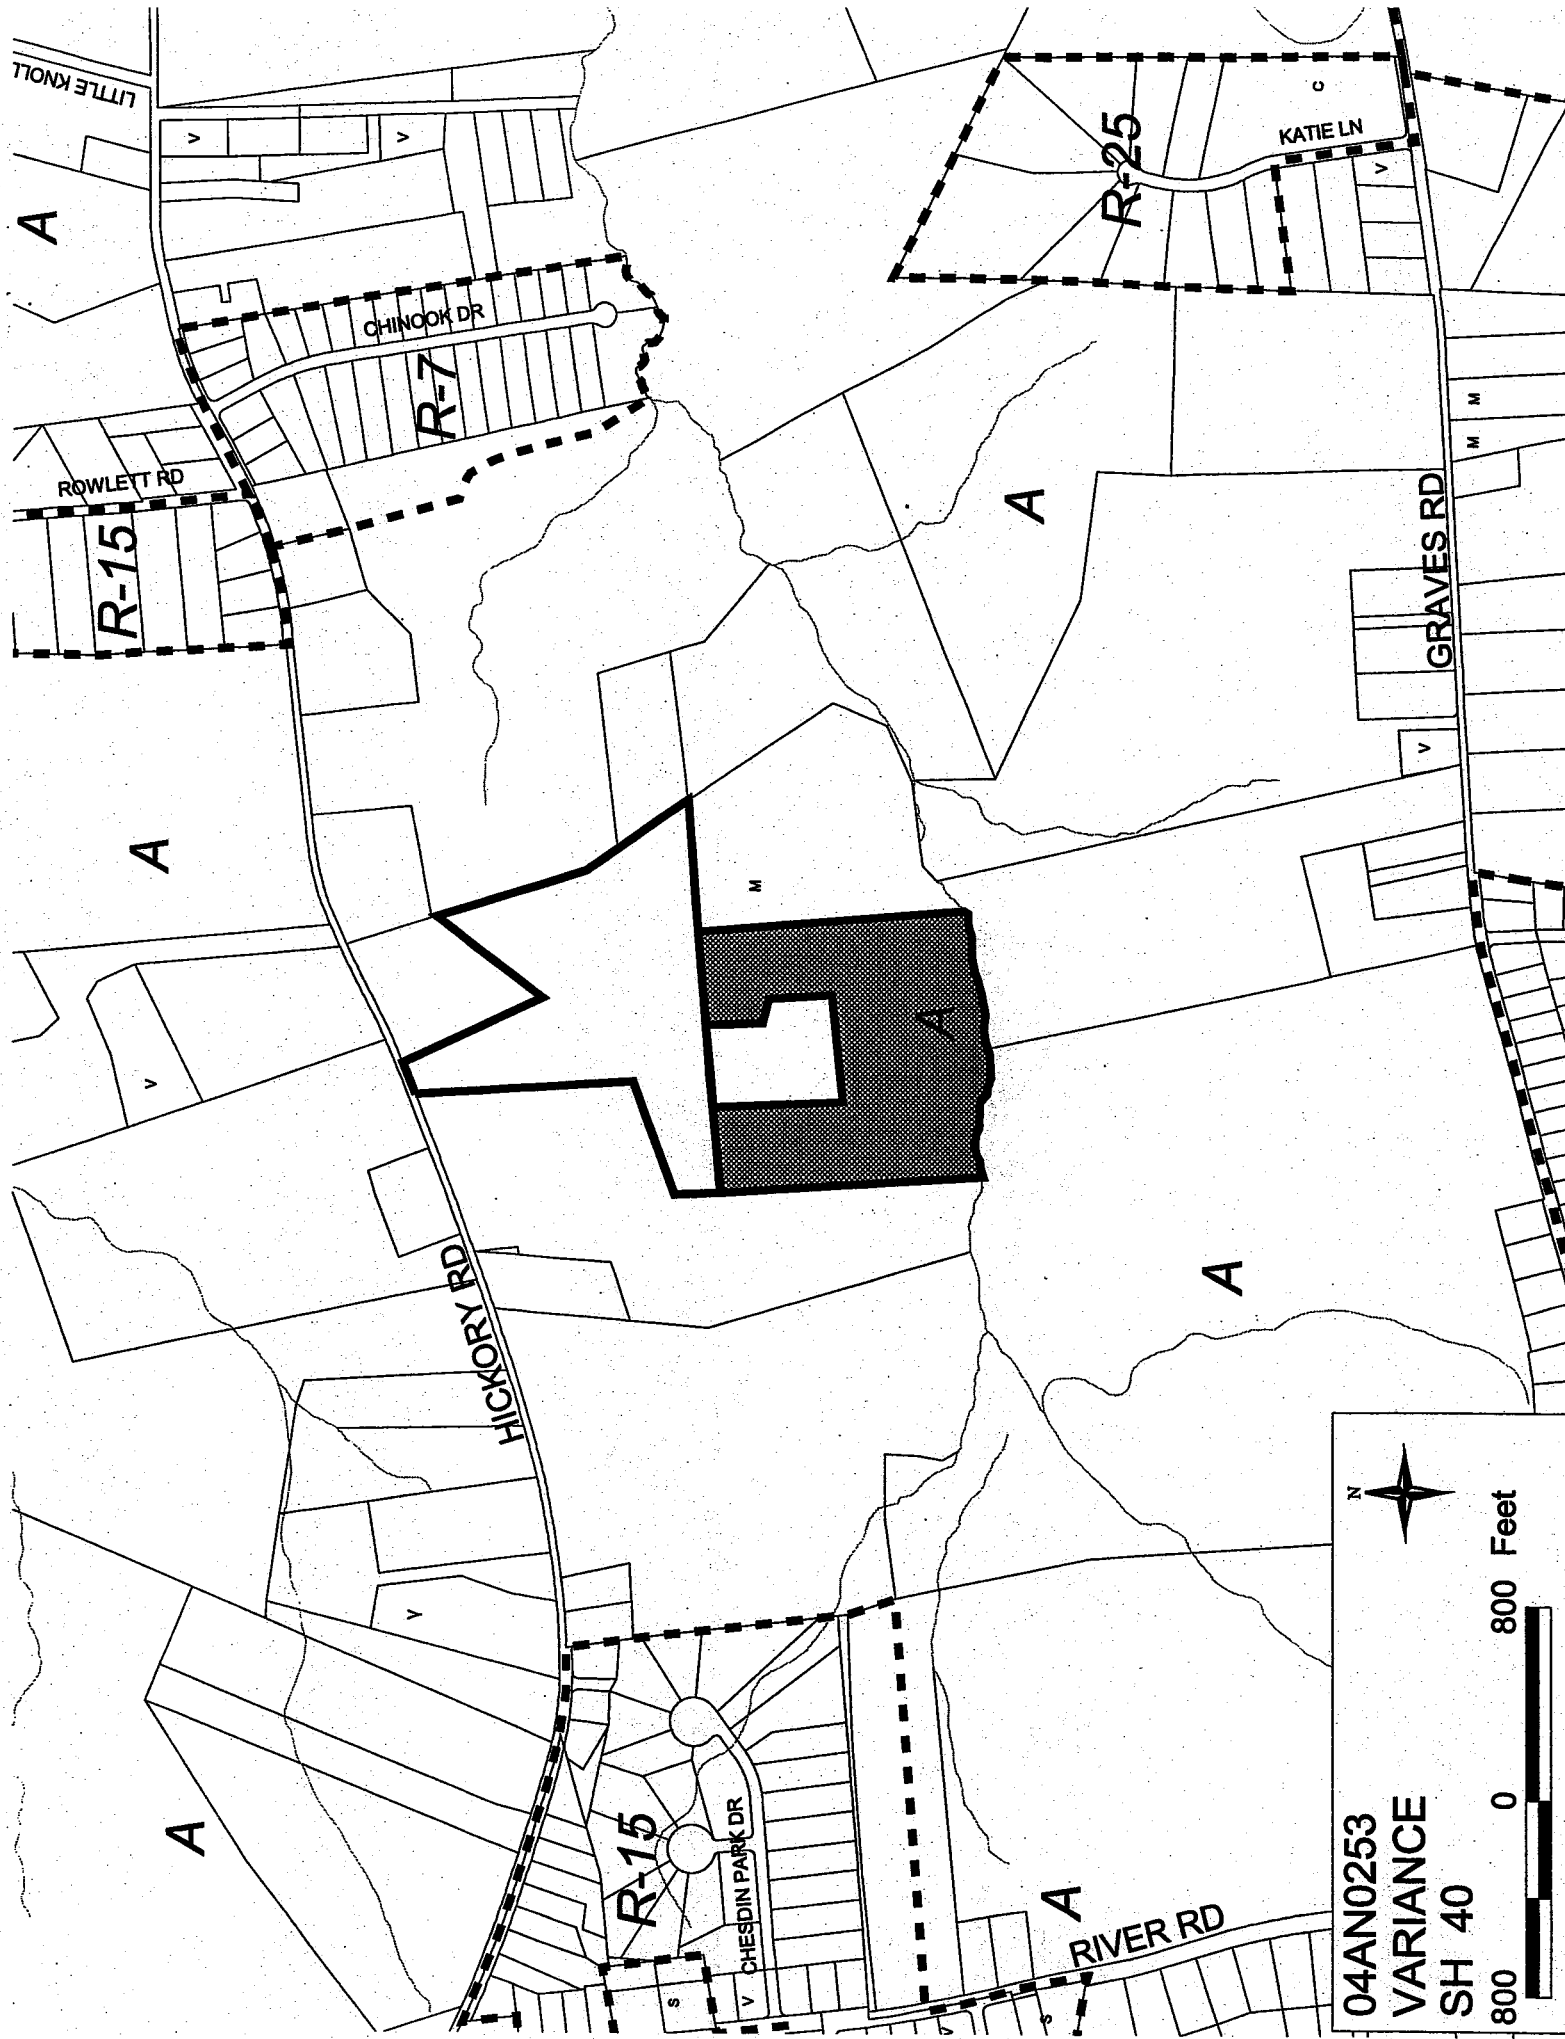 LITTLE KNOLL
A
ROWLETT RD
R-15
A
V
A
V
V
CHINOOK DR
V
R-7
HICKORY RD
R-15
S
CHESDIN PARK DR
V
M
A
V
A
S
A
R-25
RIVER RD
A
KATIE LN
C
V
V
GRAVES RD
M
M
N
04AN0253
VARIANCE
SH 40
800 0 800 Feet